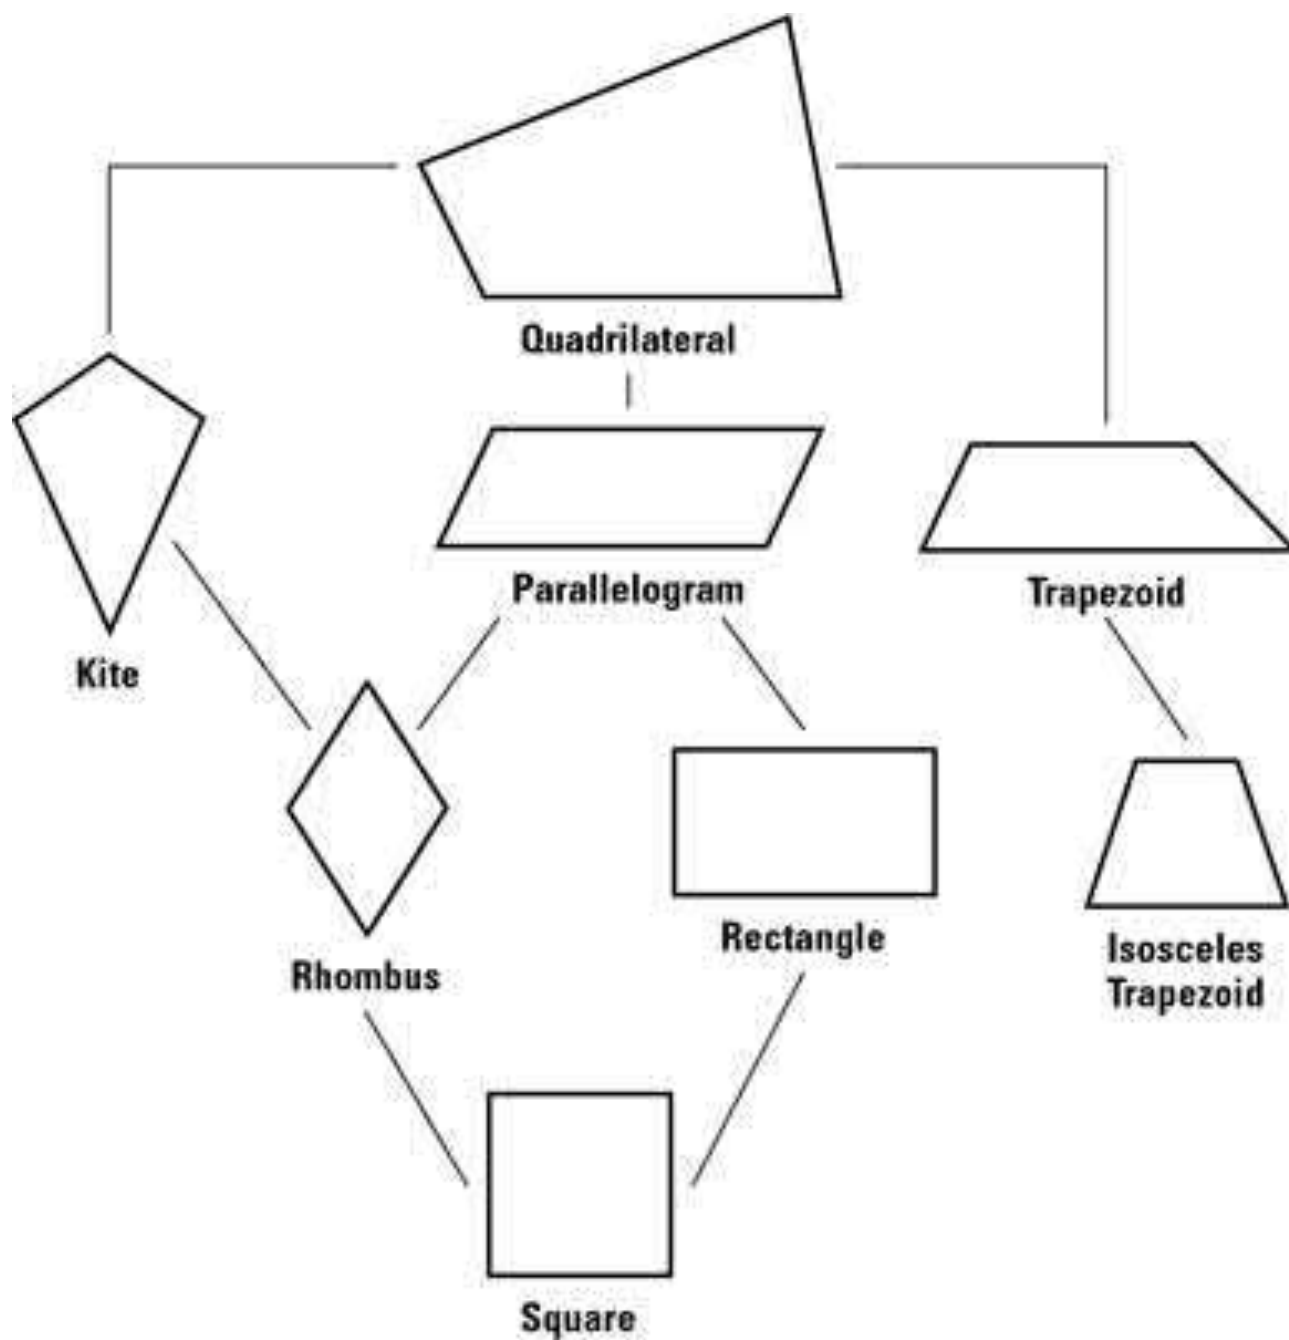 Quadrilateral
Parallelogram
Trapezoid
Kite
Rectangle
Isosceles
Trapezoid
Rhombus
Square